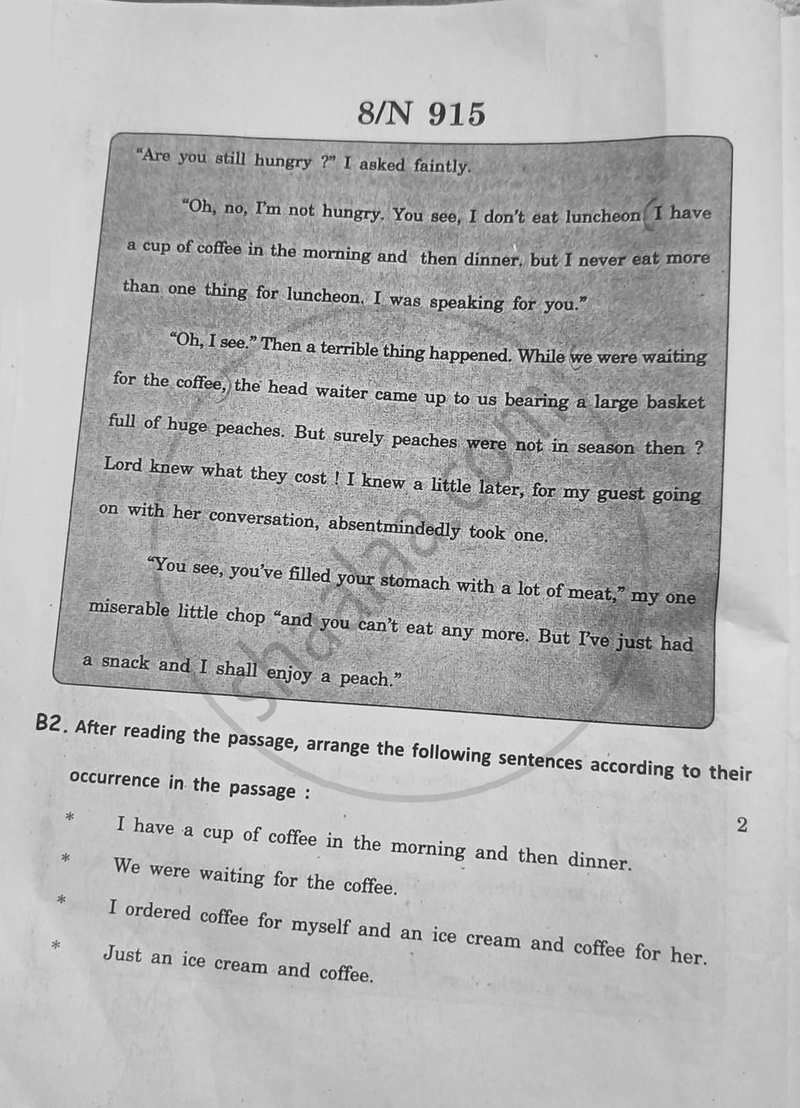 8/N 915
“Are you still hungry ?” I asked faintly.
“Oh, no, I’m not hungry. You see, I don’t eat luncheon. I have
a cup of coffee in the morning and then dinner, but I never eat more
than one thing for luncheon. I was speaking for you.”
“Oh, I see.” Then a terrible thing happened. While we were waiting
for the coffee, the head waiter came up to us bearing a large basket
full of huge peaches. But surely peaches were not in season then ?
Lord knew what they cost ! I knew a little later, for my guest going
on with her conversation, absentmindedly took one.
“You see, you’ve filled your stomach with a lot of meat,” my one
miserable little chop “and you can’t eat any more. But I’ve just had
a snack and I shall enjoy a peach.”
shaalaa.com
B2. After reading the passage, arrange the following sentences according to their
occurrence in the passage :
2
* I have a cup of coffee in the morning and then dinner.
* We were waiting for the coffee.
* I ordered coffee for myself and an ice cream and coffee for her.
* Just an ice cream and coffee.